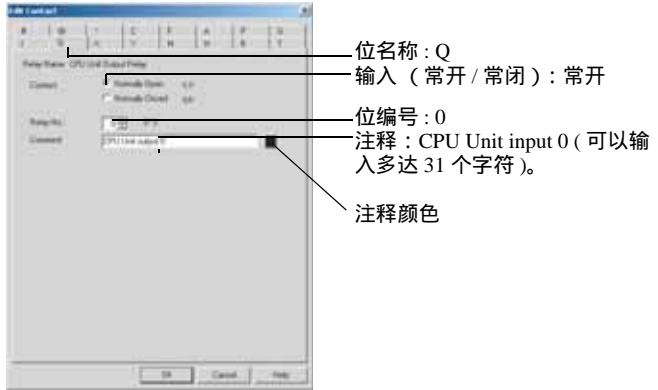 Edit Contact
Relay Name CPU Unit Output Relay
Contact
Normally Open
Normally Closed
Relay No.
Comment
CPU Unit output 0
OK Cancel Help
位名称 : Q
输入 （ 常开 / 常闭 ）: 常开
位编号 : 0
注释：CPU Unit input 0 ( 可以输
入多达 31 个字符 )。
注释颜色